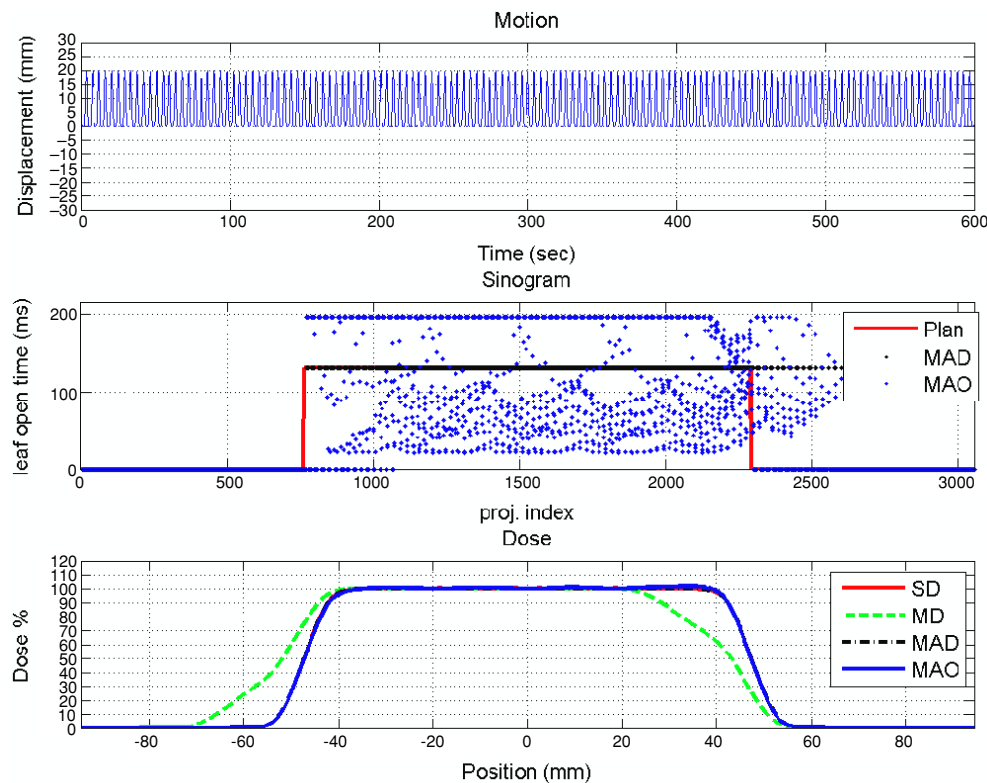 Motion
Displacement (mm)
30
20
15
10
5
0
–5
–10
–15
–20
–25
–30
0 100 200 300 400 500 600
Time (sec)
Sinogram
leaf open time (ms)
200
100
0
Plan
MAD
MAO
0 500 1000 1500 2000 2500 3000
proj. index
Dose
Dose %
120
110
100
90
80
70
60
50
40
30
20
10
0
SD
MD
MAD
MAO
-80 -60 -40 -20 0 20 40 60 80
Position (mm)